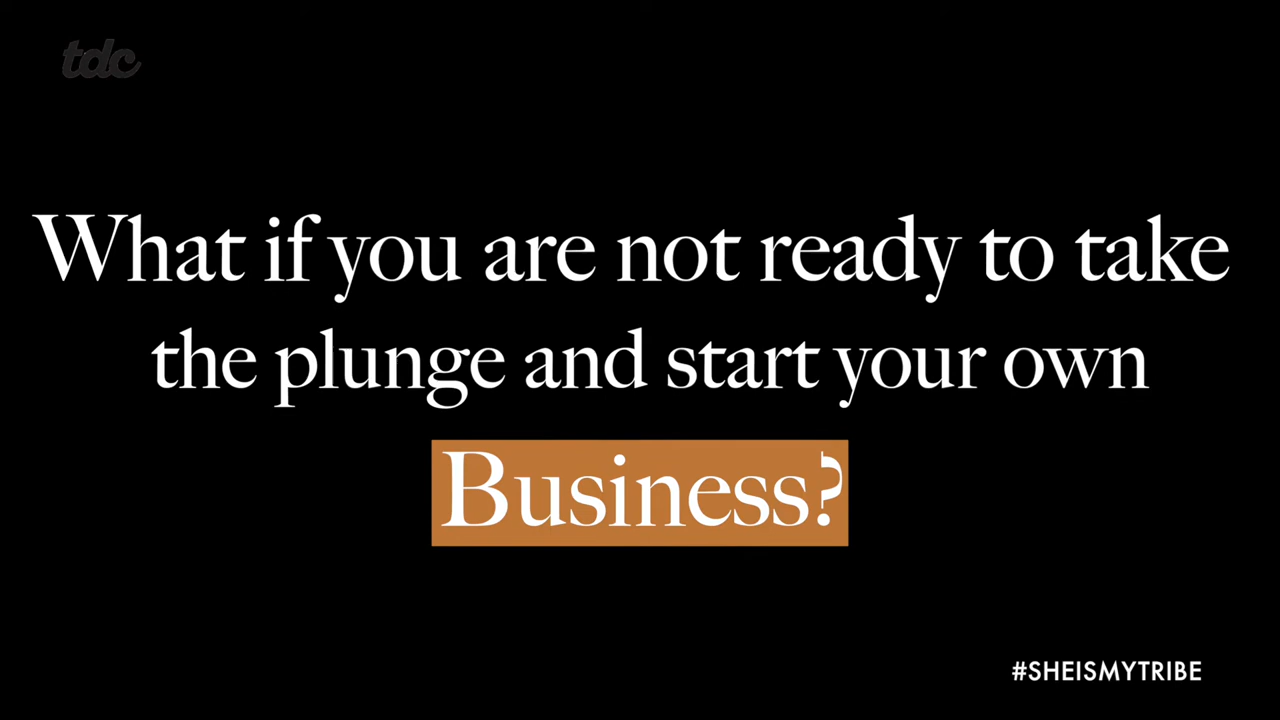 tdc
What if you are not ready to take
the plunge and start your own
Business?
#SHEISMYTRIBE